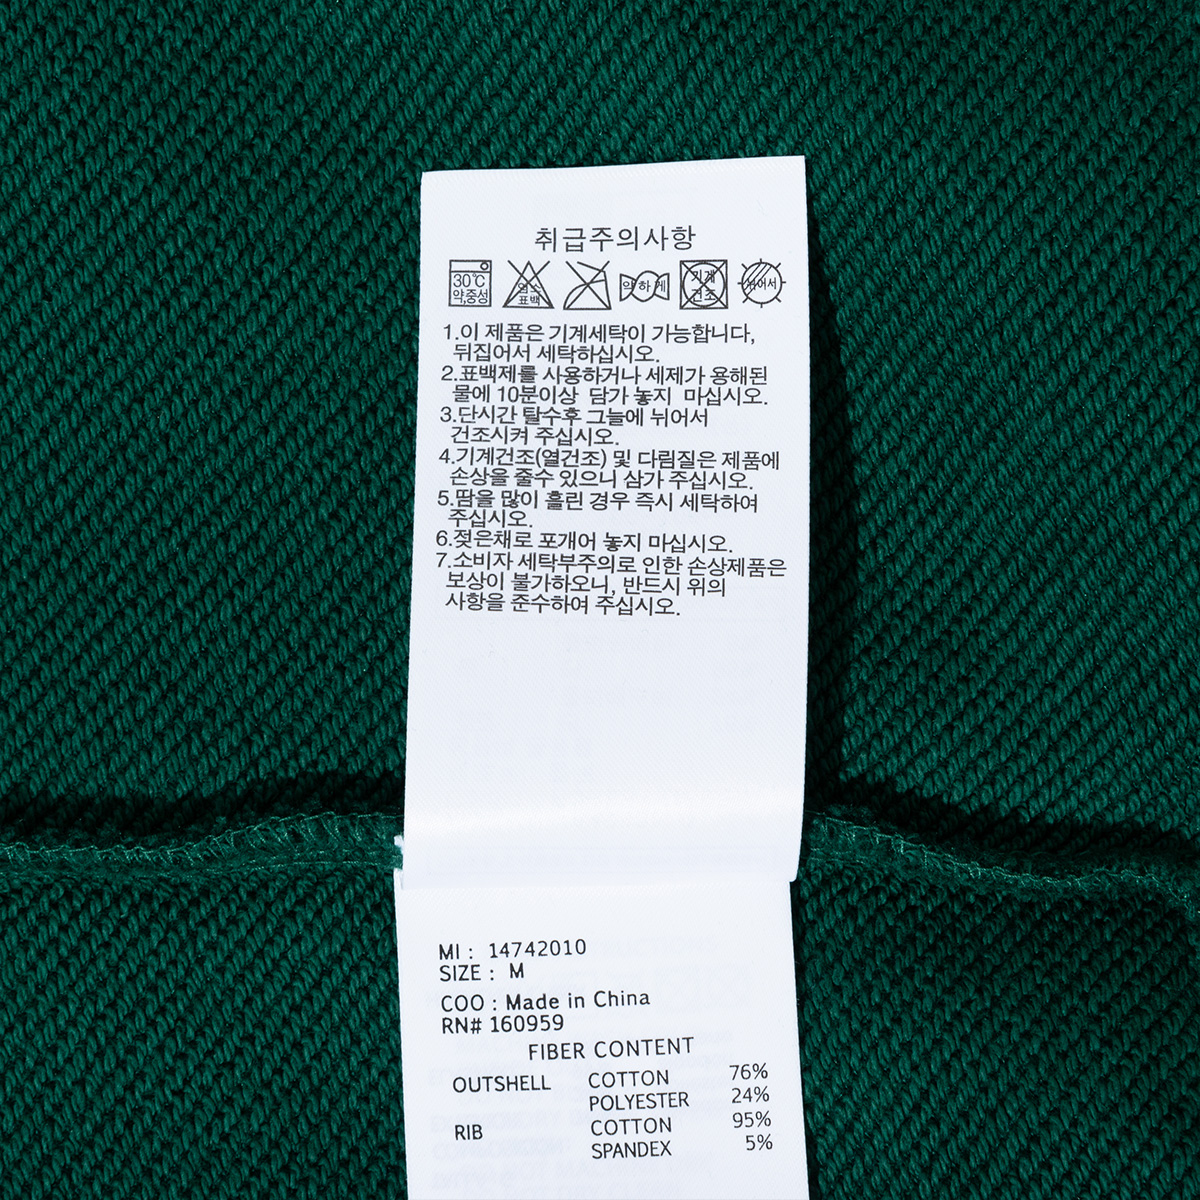 취급주의사항
30℃ 약,중성 염소 표백 약하게 기계 건조 뉘어서
1.이 제품은 기계세탁이 가능합니다,
뒤집어서 세탁하십시오.
2.표백제를 사용하거나 세제가 용해된
물에 10분이상 담가 놓지 마십시오.
3.단시간 탈수후 그늘에 뉘어서
건조시켜 주십시오.
4.기계건조(열건조) 및 다림질은 제품에
손상을 줄수 있으니 삼가 주십시오.
5.땀을 많이 흘린 경우 즉시 세탁하여
주십시오.
6.젖은채로 포개어 놓지 마십시오.
7.소비자 세탁부주의로 인한 손상제품은
보상이 불가하오니, 반드시 위의
사항을 준수하여 주십시오.
MI : 14742010
SIZE : M
COO : Made in China
RN# 160959
FIBER CONTENT
OUTSHELL COTTON 76%
POLYESTER 24%
RIB COTTON 95%
SPANDEX 5%